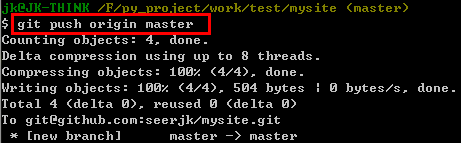 jk@JK-THINK /F/py_project/work/test/mysite (master)
$ git push origin master
Counting objects: 4, done.
Delta compression using up to 8 threads.
Compressing objects: 100% (4/4), done.
Writing objects: 100% (4/4), 504 bytes | 0 bytes/s, done.
Total 4 (delta 0), reused 0 (delta 0)
To git@github.com:seerjk/mysite.git
 * [new branch]      master -> master